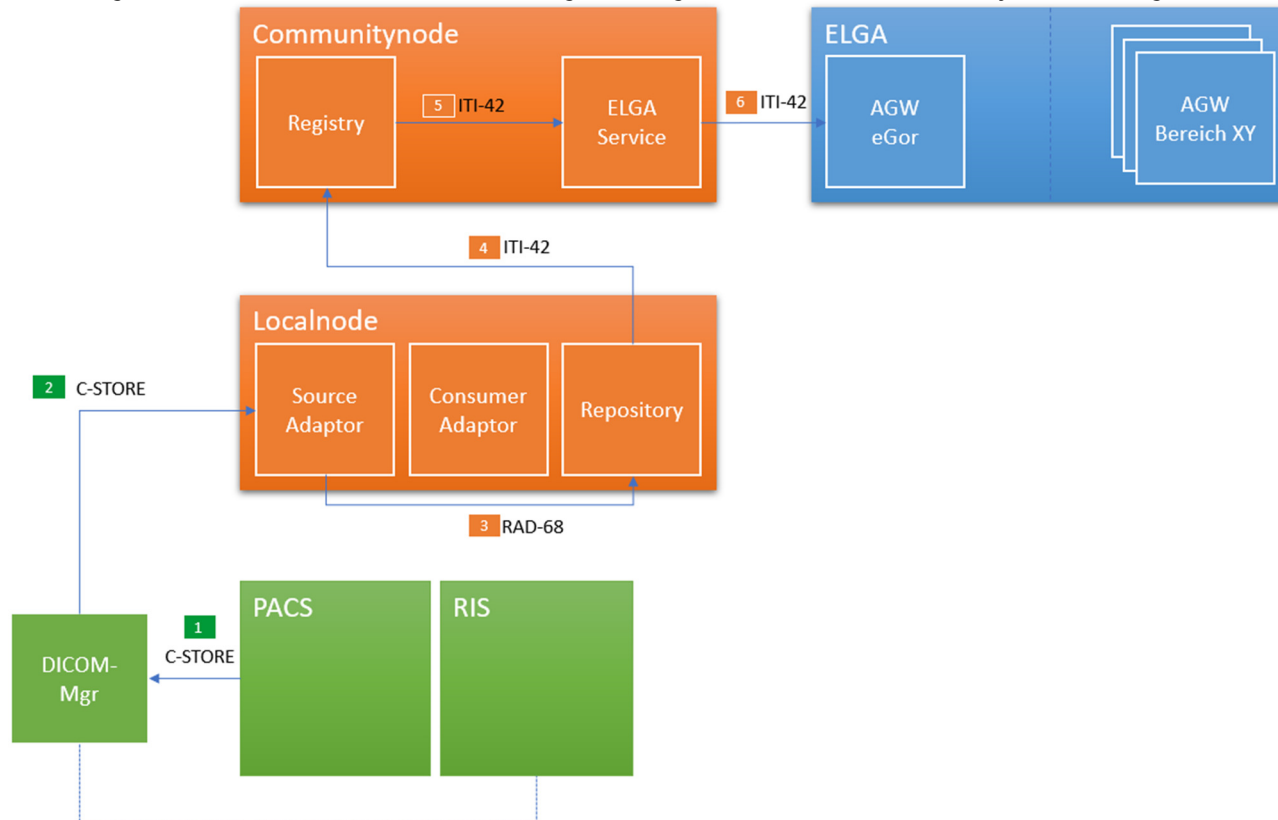 Communitynode
Registry
5 ITI-42
ELGA
Service
6 ITI-42
ELGA
AGW
eGor
AGW
Bereich XY
4 ITI-42
Localnode
Source
Adaptor
Consumer
Adaptor
Repository
2 C-STORE
3 RAD-68
PACS
RIS
1
C-STORE
DICOM-
Mgr